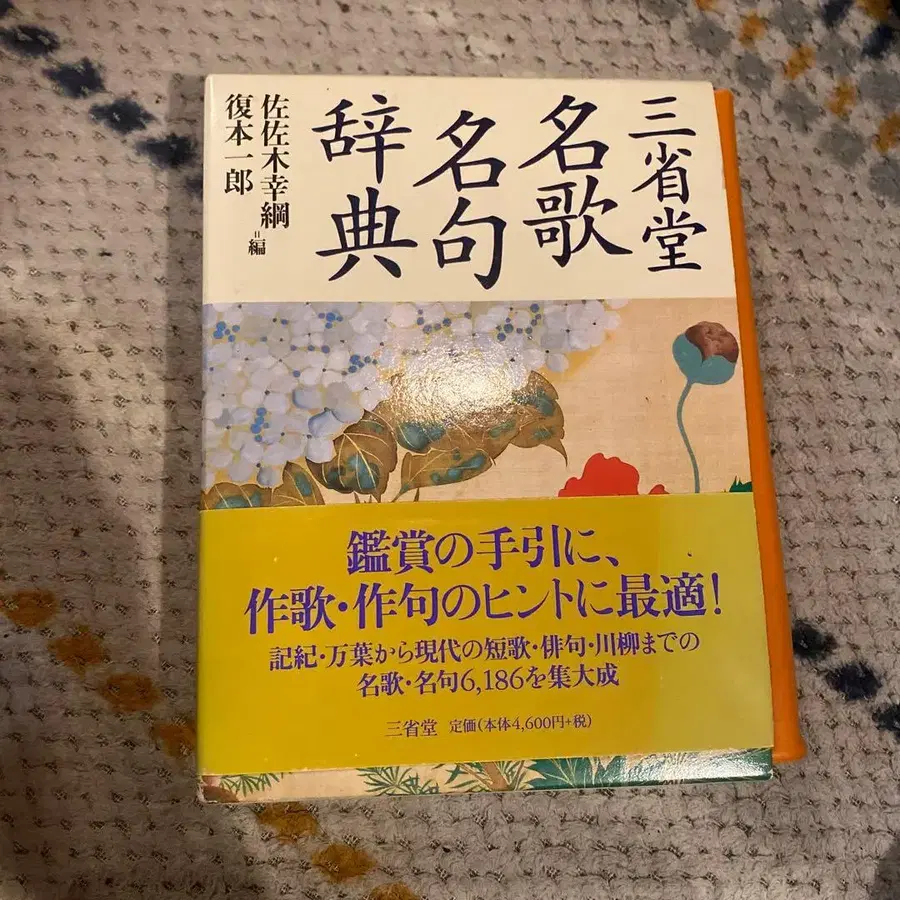 三省堂
名歌
名句
辞典
佐佐木幸綱
復本一郎
=編
鑑賞の手引に、
作歌・作句のヒントに最適!
記紀・万葉から現代の短歌・俳句・川柳までの
名歌・名句6,186を集大成
三省堂 定価(本体4,600円+税)